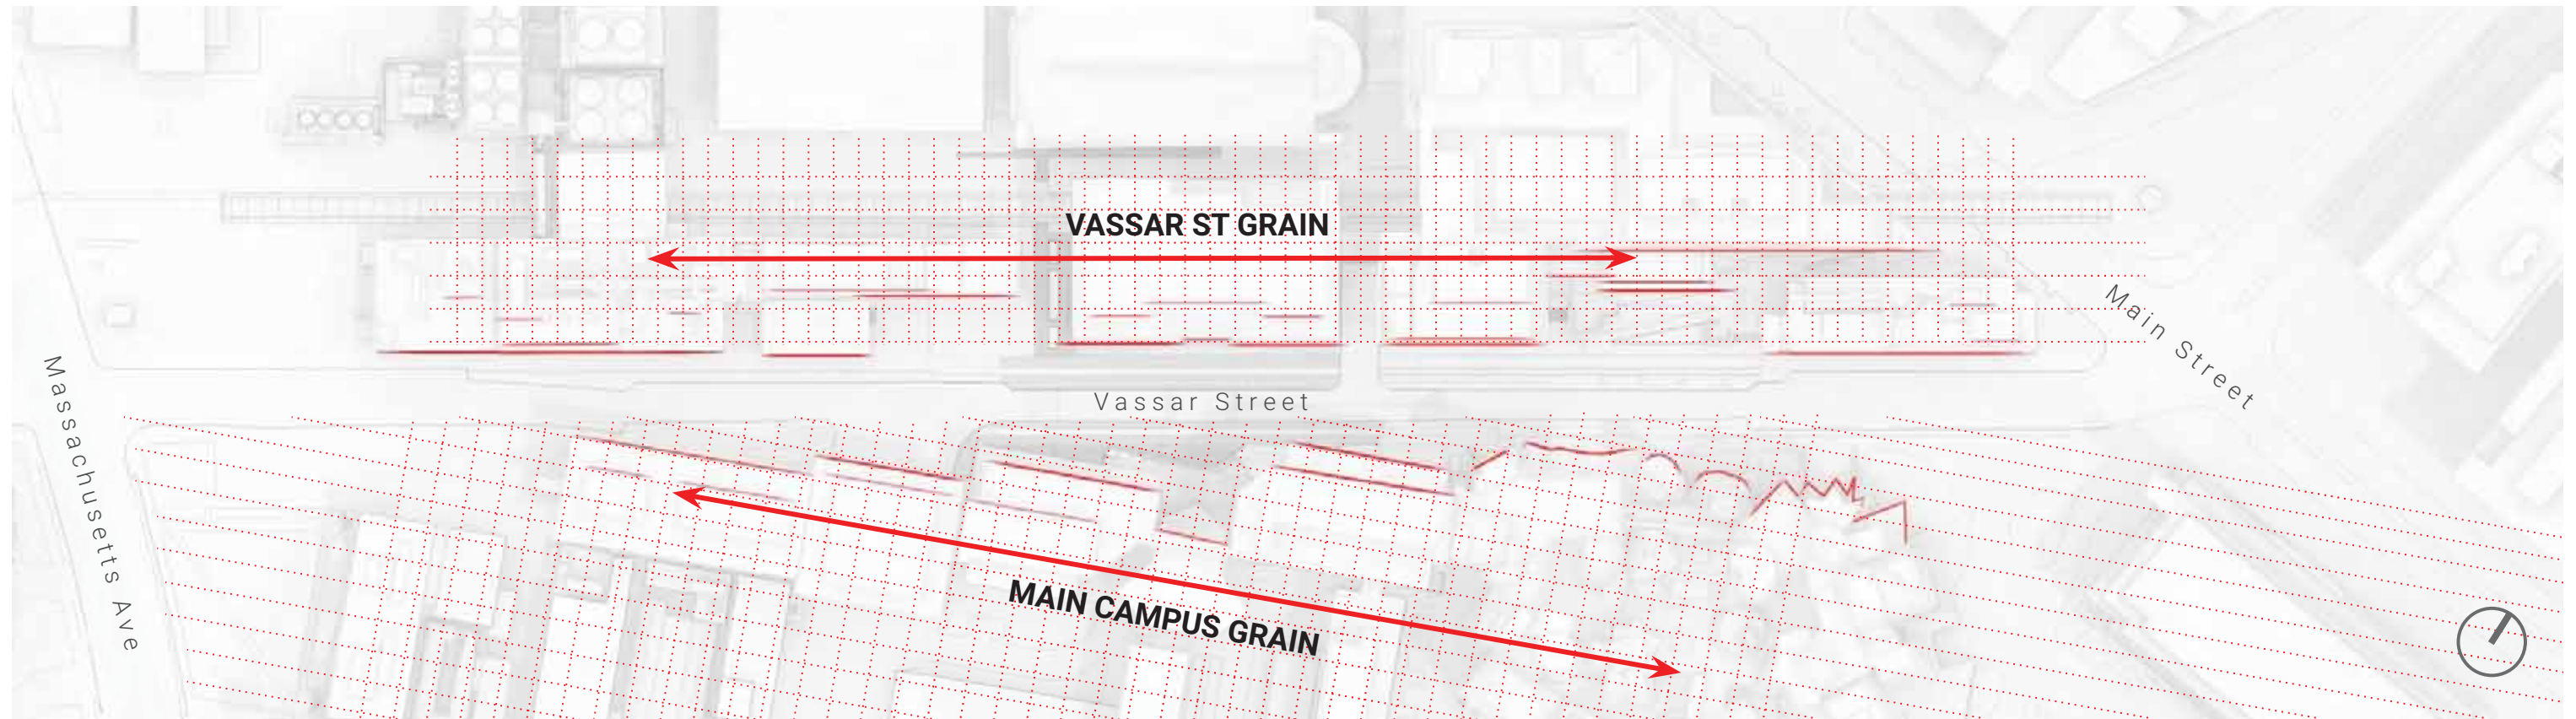 VASSAR ST GRAIN
Main Street
Massachusetts Ave
Vassar Street
MAIN CAMPUS GRAIN